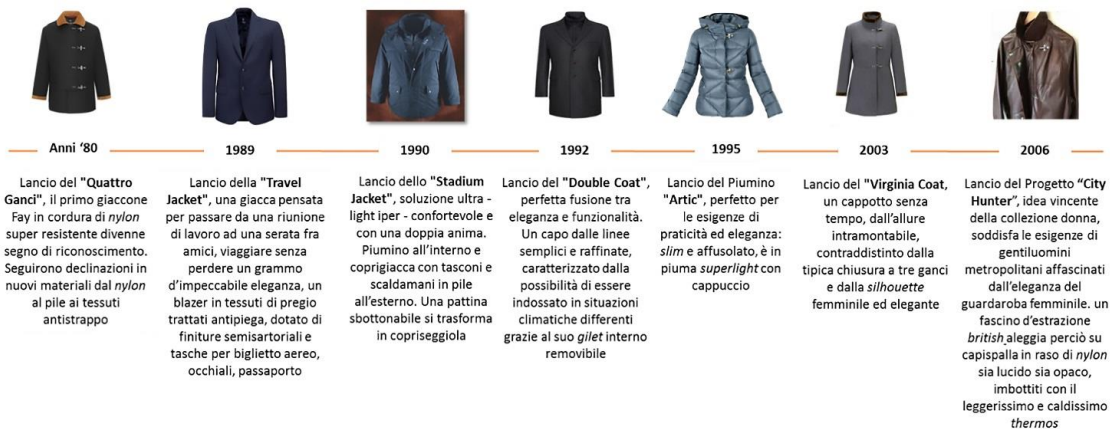 Anni ‘80
Lancio del "Quattro
Ganci", il primo giaccone
Fay in cordura di nylon
super resistente divenne
segno di riconoscimento.
Seguirono declinazioni in
nuovi materiali dal nylon
al pile ai tessuti
antistrappo
1989
Lancio della "Travel
Jacket", una giacca pensata
per passare da una riunione
di lavoro ad una serata fra
amici, viaggiare senza
perdere un grammo
d’impeccabile eleganza, un
blazer in tessuti di pregio
trattati antipiega, dotato di
finiture semisartoriali e
tasche per biglietto aereo,
occhiali, passaporto
1990
Lancio dello "Stadium
Jacket", soluzione ultra -
light iper - confortevole e
con una doppia anima.
Piumino all’interno e
coprigiacca con tasconi e
scaldamani in pile
all’esterno. Una pattina
sbottonabile si trasforma
in copriseggiola
1992
Lancio del "Double Coat",
perfetta fusione tra
eleganza e funzionalità.
Un capo dalle linee
semplici e raffinate,
caratterizzato dalla
possibilità di essere
indossato in situazioni
climatiche differenti
grazie al suo gilet interno
removibile
1995
Lancio del Piumino
"Artic", perfetto per
le esigenze di
praticità ed eleganza:
slim e affusolato, è in
piuma superlight con
cappuccio
2003
Lancio del "Virginia Coat,
un cappotto senza
tempo, dall’allure
intramontabile,
contraddistinto dalla
tipica chiusura a tre ganci
e dalla silhouette
femminile ed elegante
2006
Lancio del Progetto “City
Hunter”, idea vincente
della collezione donna,
soddisfa le esigenze di
gentiluomini
metropolitani affascinati
dall’eleganza del
guardaroba femminile. un
fascino d’estrazione
british aleggia perciò su
capispalla in raso di nylon
sia lucido sia opaco,
imbottiti con il
leggerissimo e caldissimo
thermos